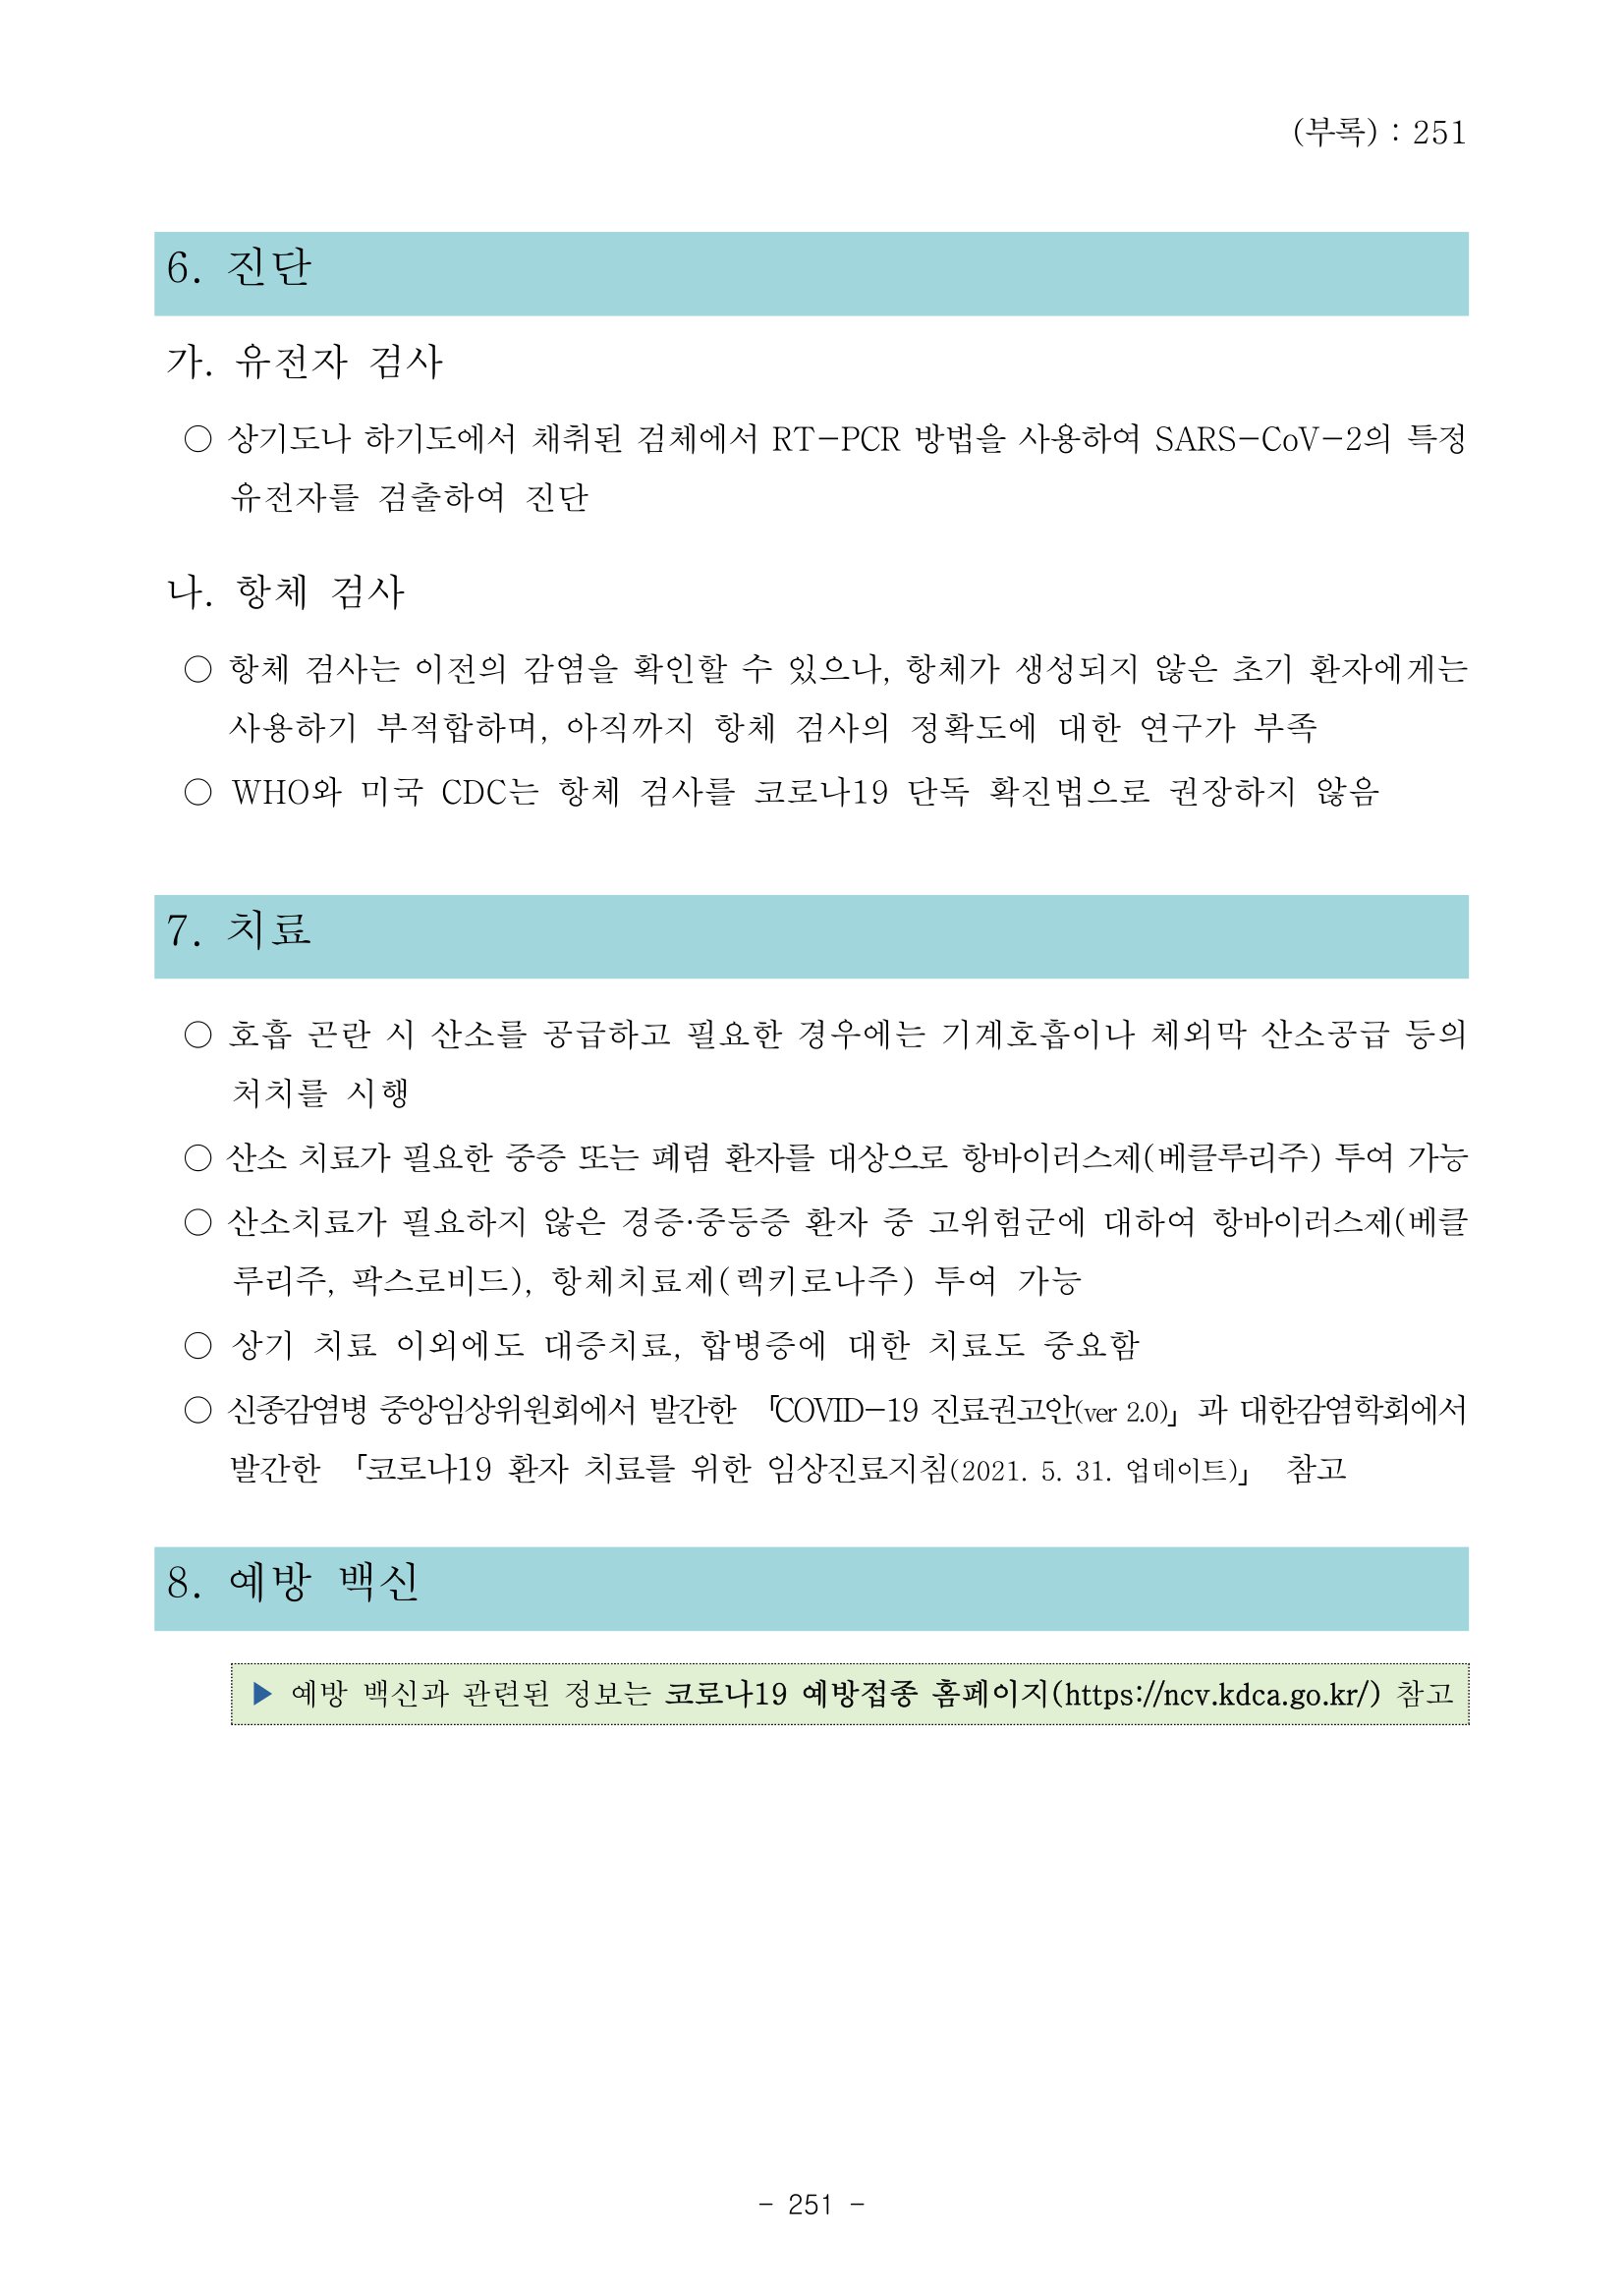 (부록) : 251
6. 진단
가. 유전자 검사
○ 상기도나 하기도에서 채취된 검체에서 RT-PCR 방법을 사용하여 SARS-CoV-2의 특정
유전자를 검출하여 진단
나. 항체 검사
○ 항체 검사는 이전의 감염을 확인할 수 있으나, 항체가 생성되지 않은 초기 환자에게는
사용하기 부적합하며, 아직까지 항체 검사의 정확도에 대한 연구가 부족
○ WHO와 미국 CDC는 항체 검사를 코로나19 단독 확진법으로 권장하지 않음
7. 치료
○ 호흡 곤란 시 산소를 공급하고 필요한 경우에는 기계호흡이나 체외막 산소공급 등의
처치를 시행
○ 산소 치료가 필요한 중증 또는 폐렴 환자를 대상으로 항바이러스제(베클루리주) 투여 가능
○ 산소치료가 필요하지 않은 경증·중등증 환자 중 고위험군에 대하여 항바이러스제(베클
루리주, 팍스로비드), 항체치료제(렉키로나주) 투여 가능
○ 상기 치료 이외에도 대증치료, 합병증에 대한 치료도 중요함
○ 신종감염병 중앙임상위원회에서 발간한 「COVID-19 진료권고안(ver 2.0)」과 대한감염학회에서
발간한 「코로나19 환자 치료를 위한 임상진료지침(2021. 5. 31. 업데이트)」 참고
8. 예방 백신
▶ 예방 백신과 관련된 정보는 코로나19 예방접종 홈페이지(https://ncv.kdca.go.kr/) 참고
- 251 -